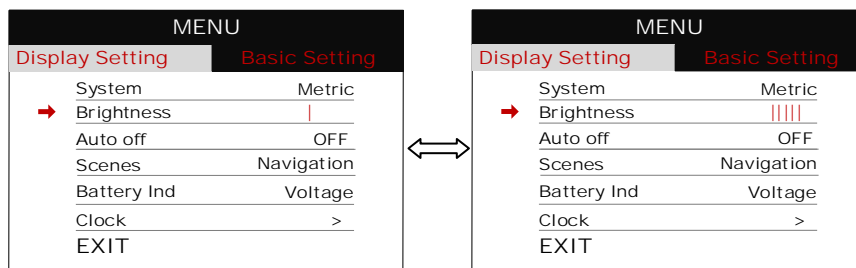 MENU
Display Setting Basic Setting
System Metric
Brightness |
Auto off OFF
Scenes Navigation
Battery Ind Voltage
Clock >
EXIT
MENU
Display Setting Basic Setting
System Metric
Brightness |||||
Auto off OFF
Scenes Navigation
Battery Ind Voltage
Clock >
EXIT